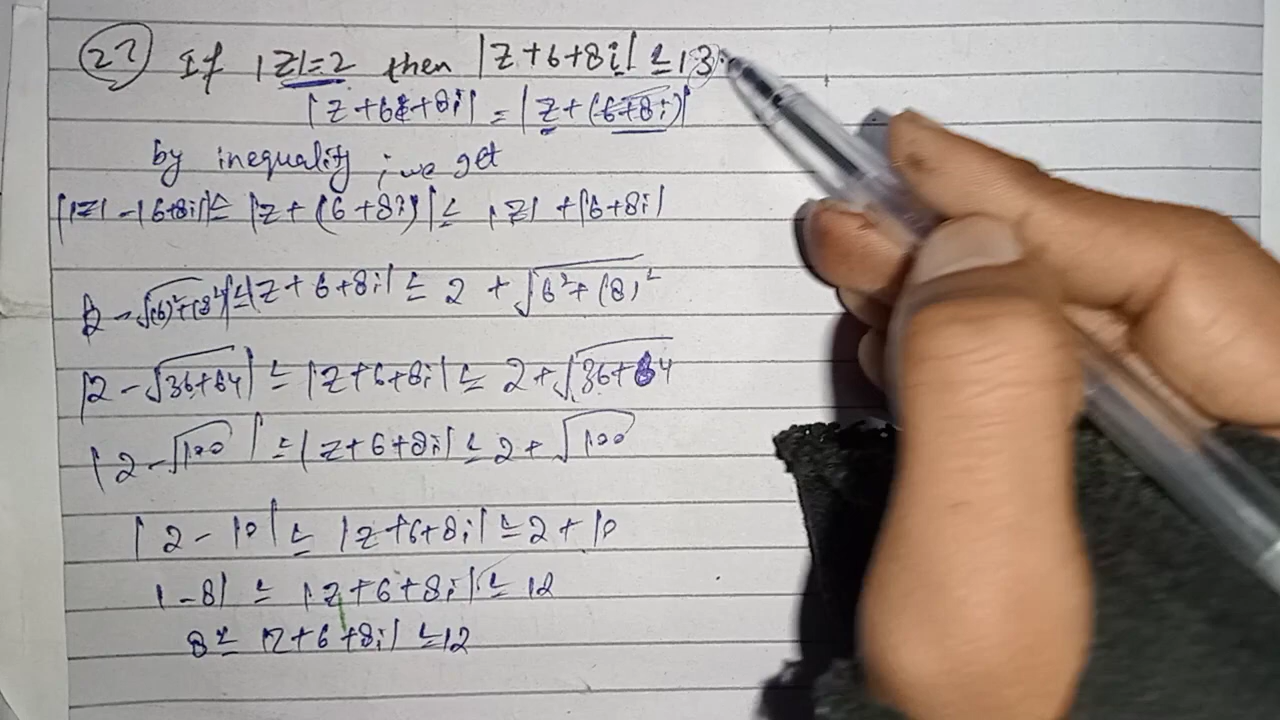 (27) If |z|=2 then |z+6+8i| ≤ 13.
|z+6+8i| = |z+(6+8i)|
by inequality ; we get
||z| - |6+8i|| ≤ |z+(6+8i)| ≤ |z| + |6+8i|
|2 - √(6)²+(8)²| ≤ |z+6+8i| ≤ 2 + √6²+(8)²
|2 - √36+64| ≤ |z+6+8i| ≤ 2+√36+64
|2 - √100| ≤ |z+6+8i| ≤ 2+√100
|2 - 10| ≤ |z+6+8i| ≤ 2+10
|-8| ≤ |z+6+8i| ≤ 12
8 ≤ |z+6+8i| ≤ 12